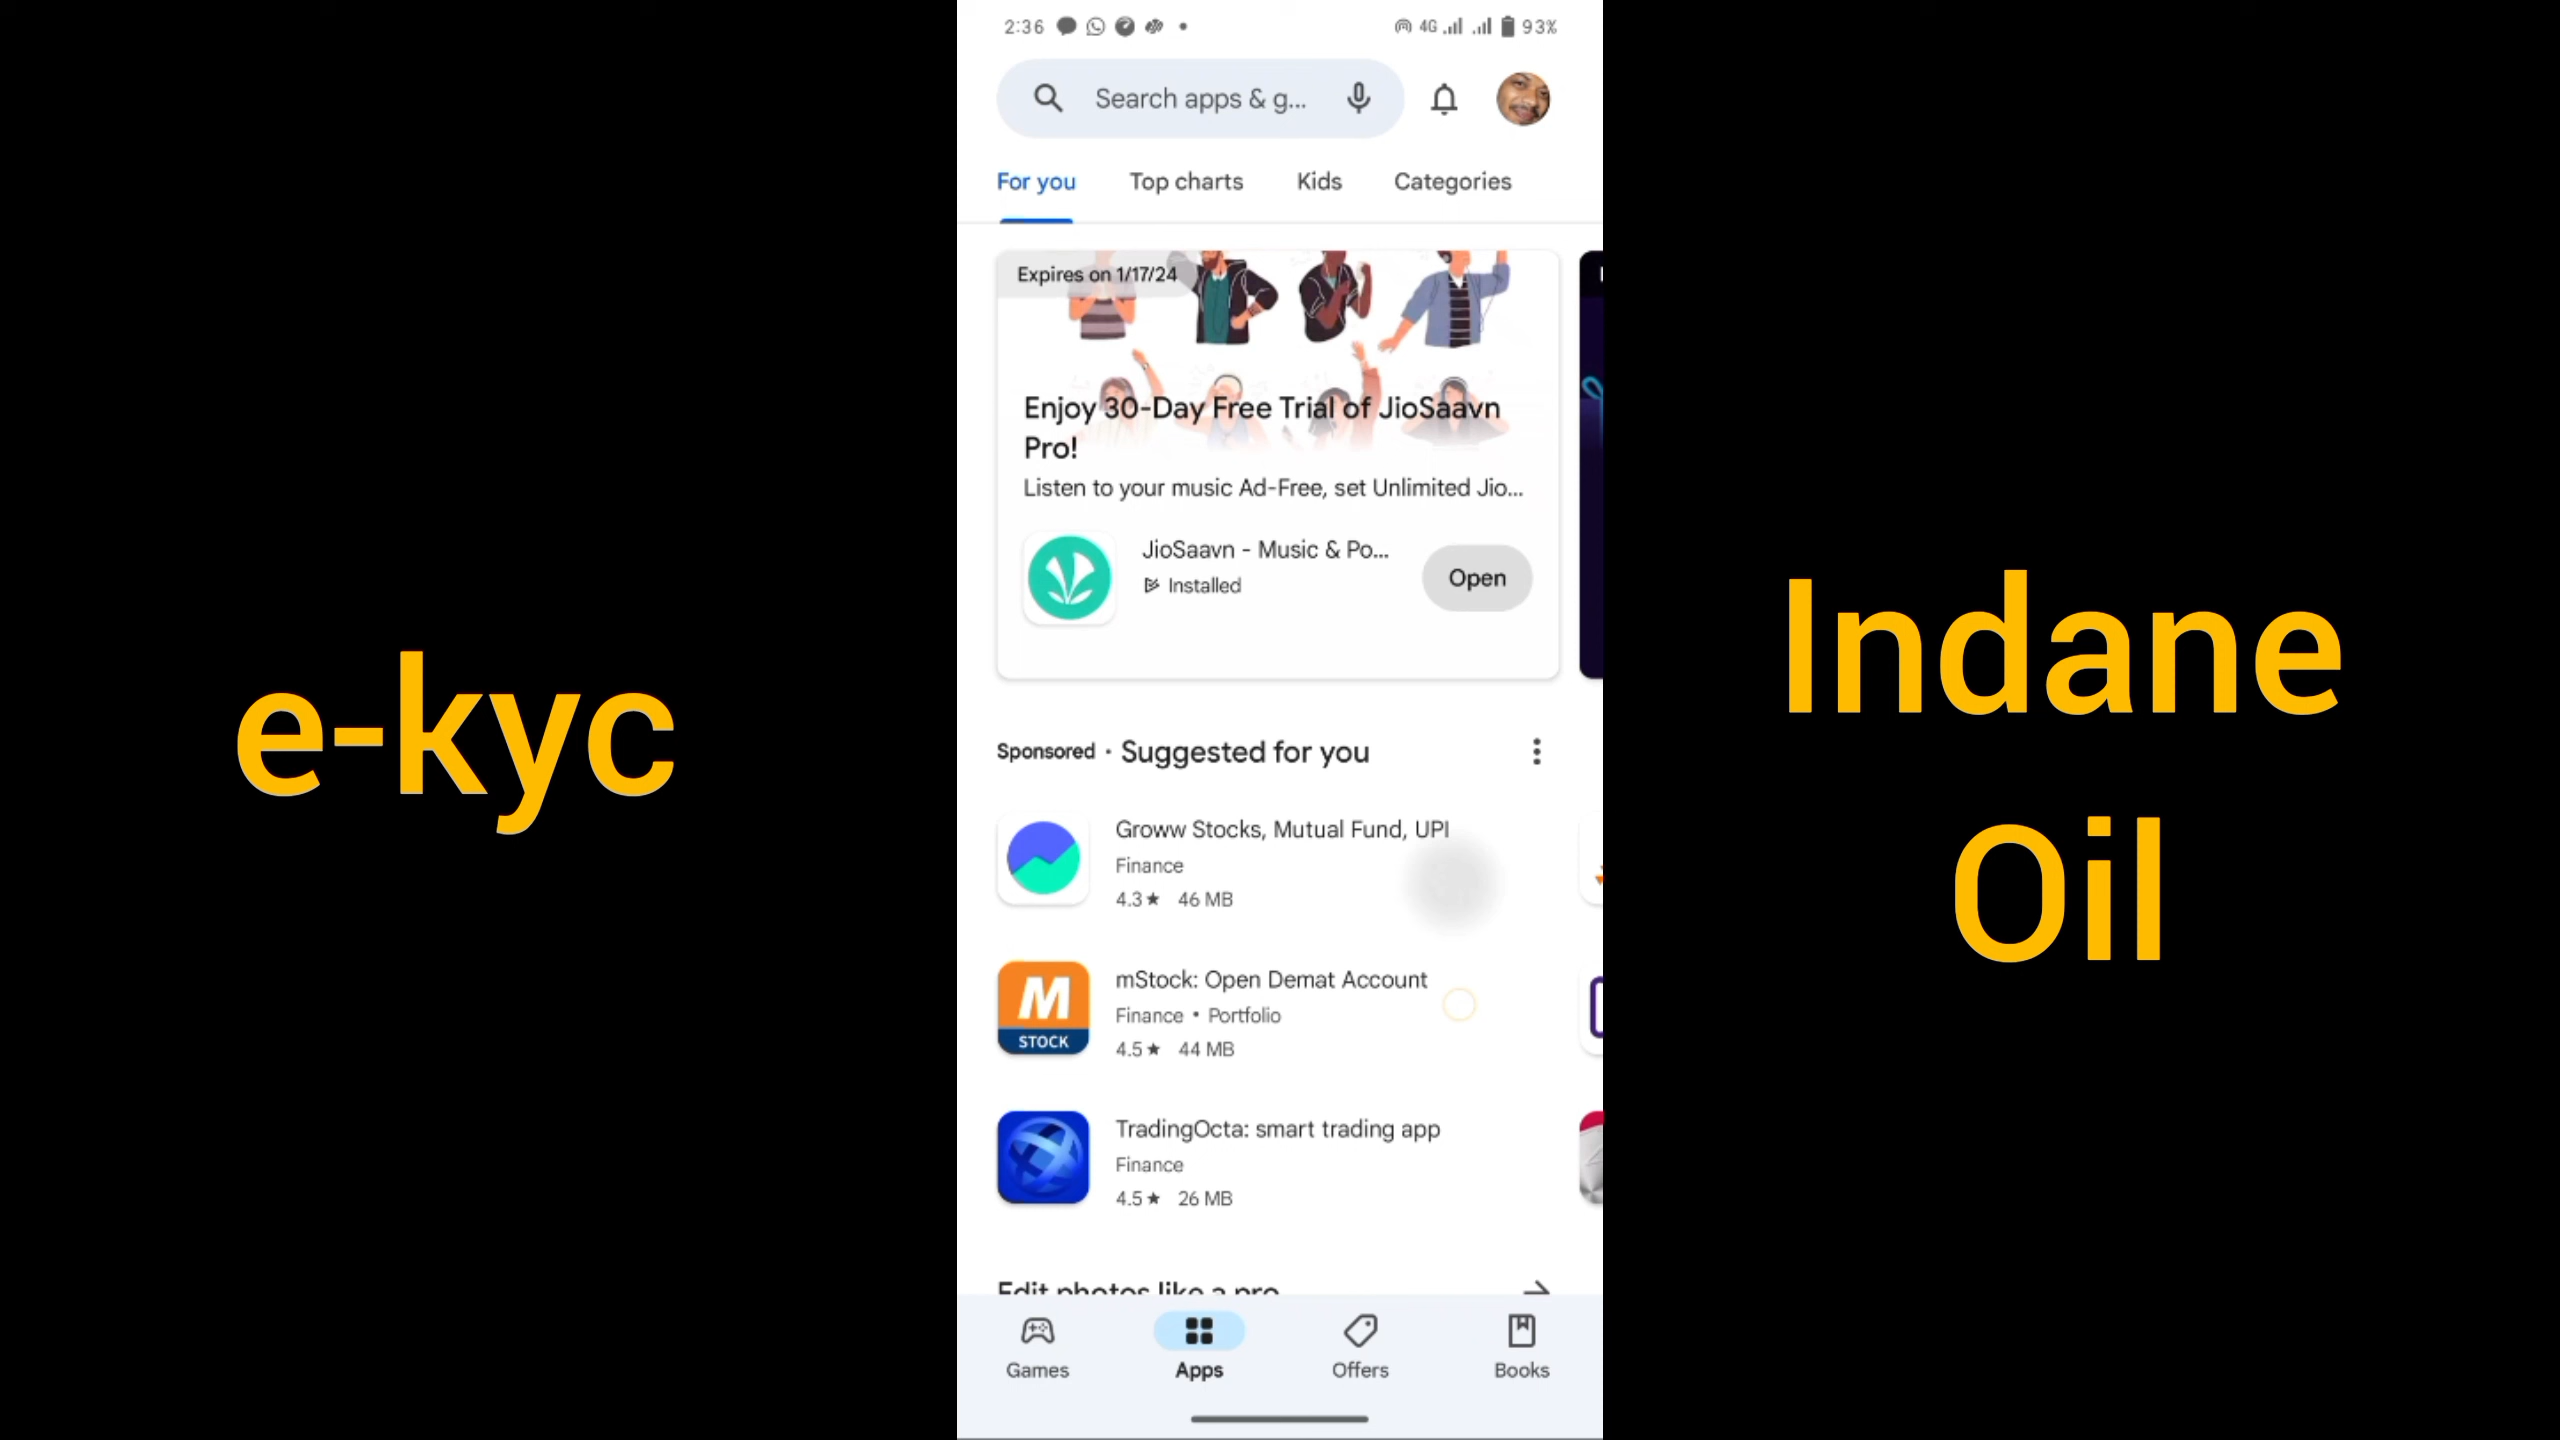 2:36
4G
93%
Search apps & g...
For you
Top charts
Kids
Categories
Expires on 1/17/24
Enjoy 30-Day Free Trial of JioSaavn
Pro!
Listen to your music Ad-Free, set Unlimited Jio...
JioSaavn - Music & Po...
Installed
Open
e-kyc
Indane
Oil
Sponsored • Suggested for you
Groww Stocks, Mutual Fund, UPI
Finance
4.3★ 46 MB
M
STOCK
mStock: Open Demat Account
Finance • Portfolio
4.5★ 44 MB
TradingOcta: smart trading app
Finance
4.5★ 26 MB
Edit photos like a pro
Games
Apps
Offers
Books